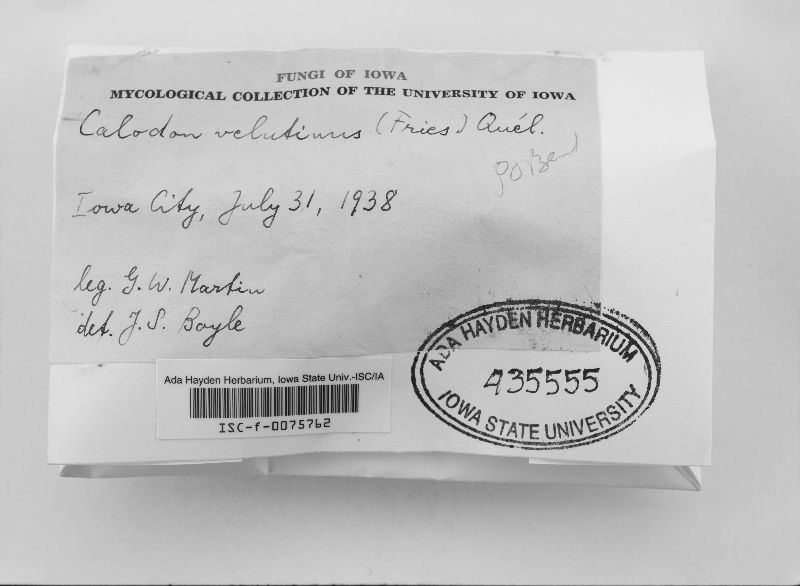 FUNGI OF IOWA
MYCOLOGICAL COLLECTION OF THE UNIVERSITY OF IOWA
Calodon velutinus (Fries) Quél.
Iowa City, July 31, 1938
leg. G. W. Martin
det. J. S. Boyle
Ada Hayden Herbarium, Iowa State Univ.-ISC/IA
ISC-f-0075762
ADA HAYDEN HERBARIUM
435555
IOWA STATE UNIVERSITY